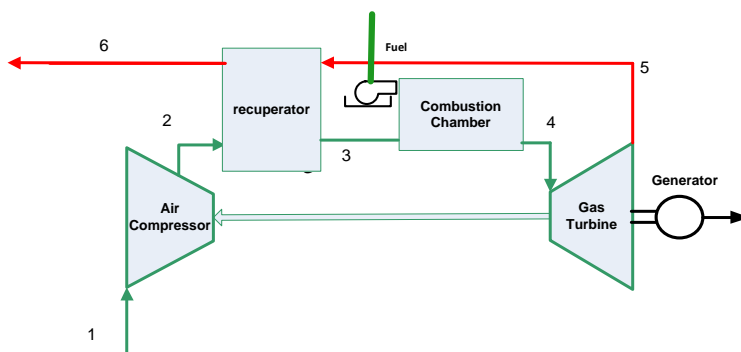 6
Fuel
5
recuperator
Combustion
Chamber
2
3
4
Generator
Air
Compressor
Gas
Turbine
1